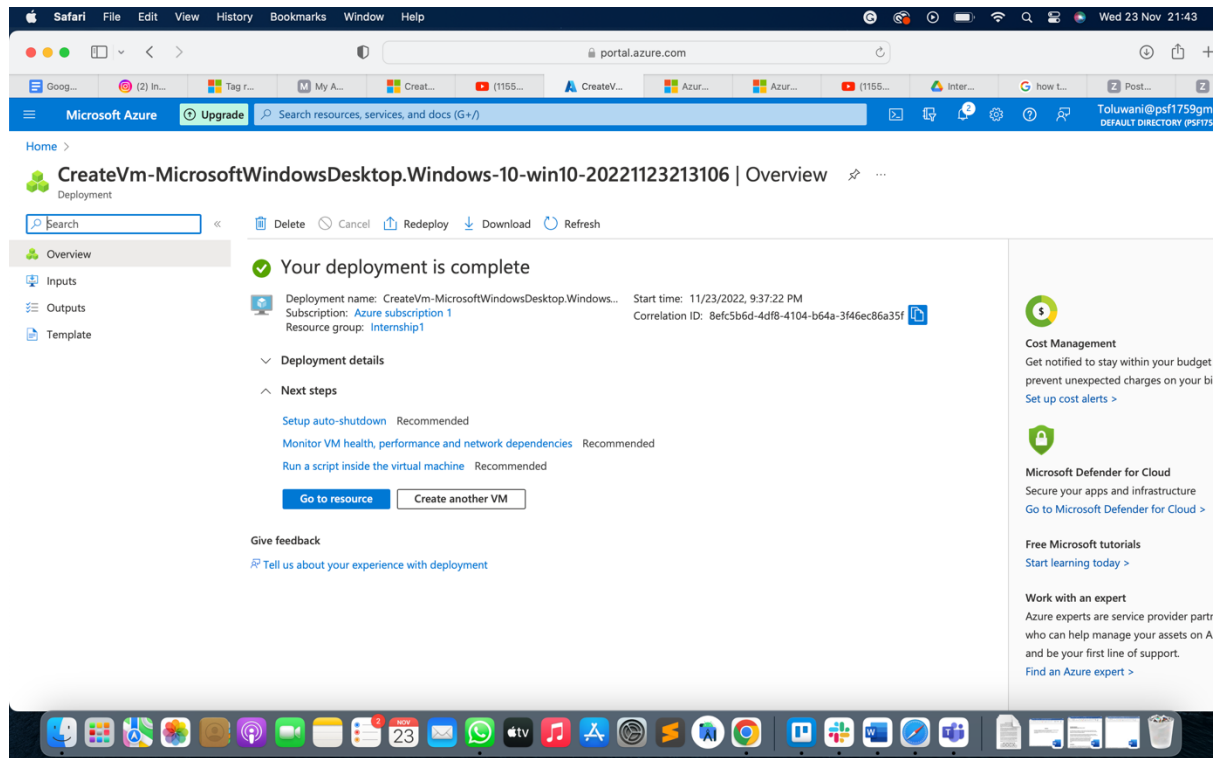 Safari File Edit View History Bookmarks Window Help Wed 23 Nov 21:43
portal.azure.com
Goog... (2) In... Tag r... My A... Creat... (1155... CreateV... Azur... Azur... (1155... Inter... how t... Post...
Microsoft Azure Upgrade Search resources, services, and docs (G+/) 2 Toluwani@psf1759gm
DEFAULT DIRECTORY (PSF175
Home >
CreateVm-MicrosoftWindowsDesktop.Windows-10-win10-20221123213106 | Overview ...
Deployment
Search « Delete Cancel Redeploy Download Refresh
Overview
Inputs
Outputs
Template
Your deployment is complete
Deployment name: CreateVm-MicrosoftWindowsDesktop.Windows... Start time: 11/23/2022, 9:37:22 PM
Subscription: Azure subscription 1 Correlation ID: 8efc5b6d-4df8-4104-b64a-3f46ec86a35f
Resource group: Internship1
Deployment details
Next steps
Setup auto-shutdown Recommended
Monitor VM health, performance and network dependencies Recommended
Run a script inside the virtual machine Recommended
Go to resource Create another VM
Give feedback
Tell us about your experience with deployment
Cost Management
Get notified to stay within your budget
prevent unexpected charges on your bi
Set up cost alerts >
Microsoft Defender for Cloud
Secure your apps and infrastructure
Go to Microsoft Defender for Cloud >
Free Microsoft tutorials
Start learning today >
Work with an expert
Azure experts are service provider partr
who can help manage your assets on A
and be your first line of support.
Find an Azure expert >
NOV
23
2
tv